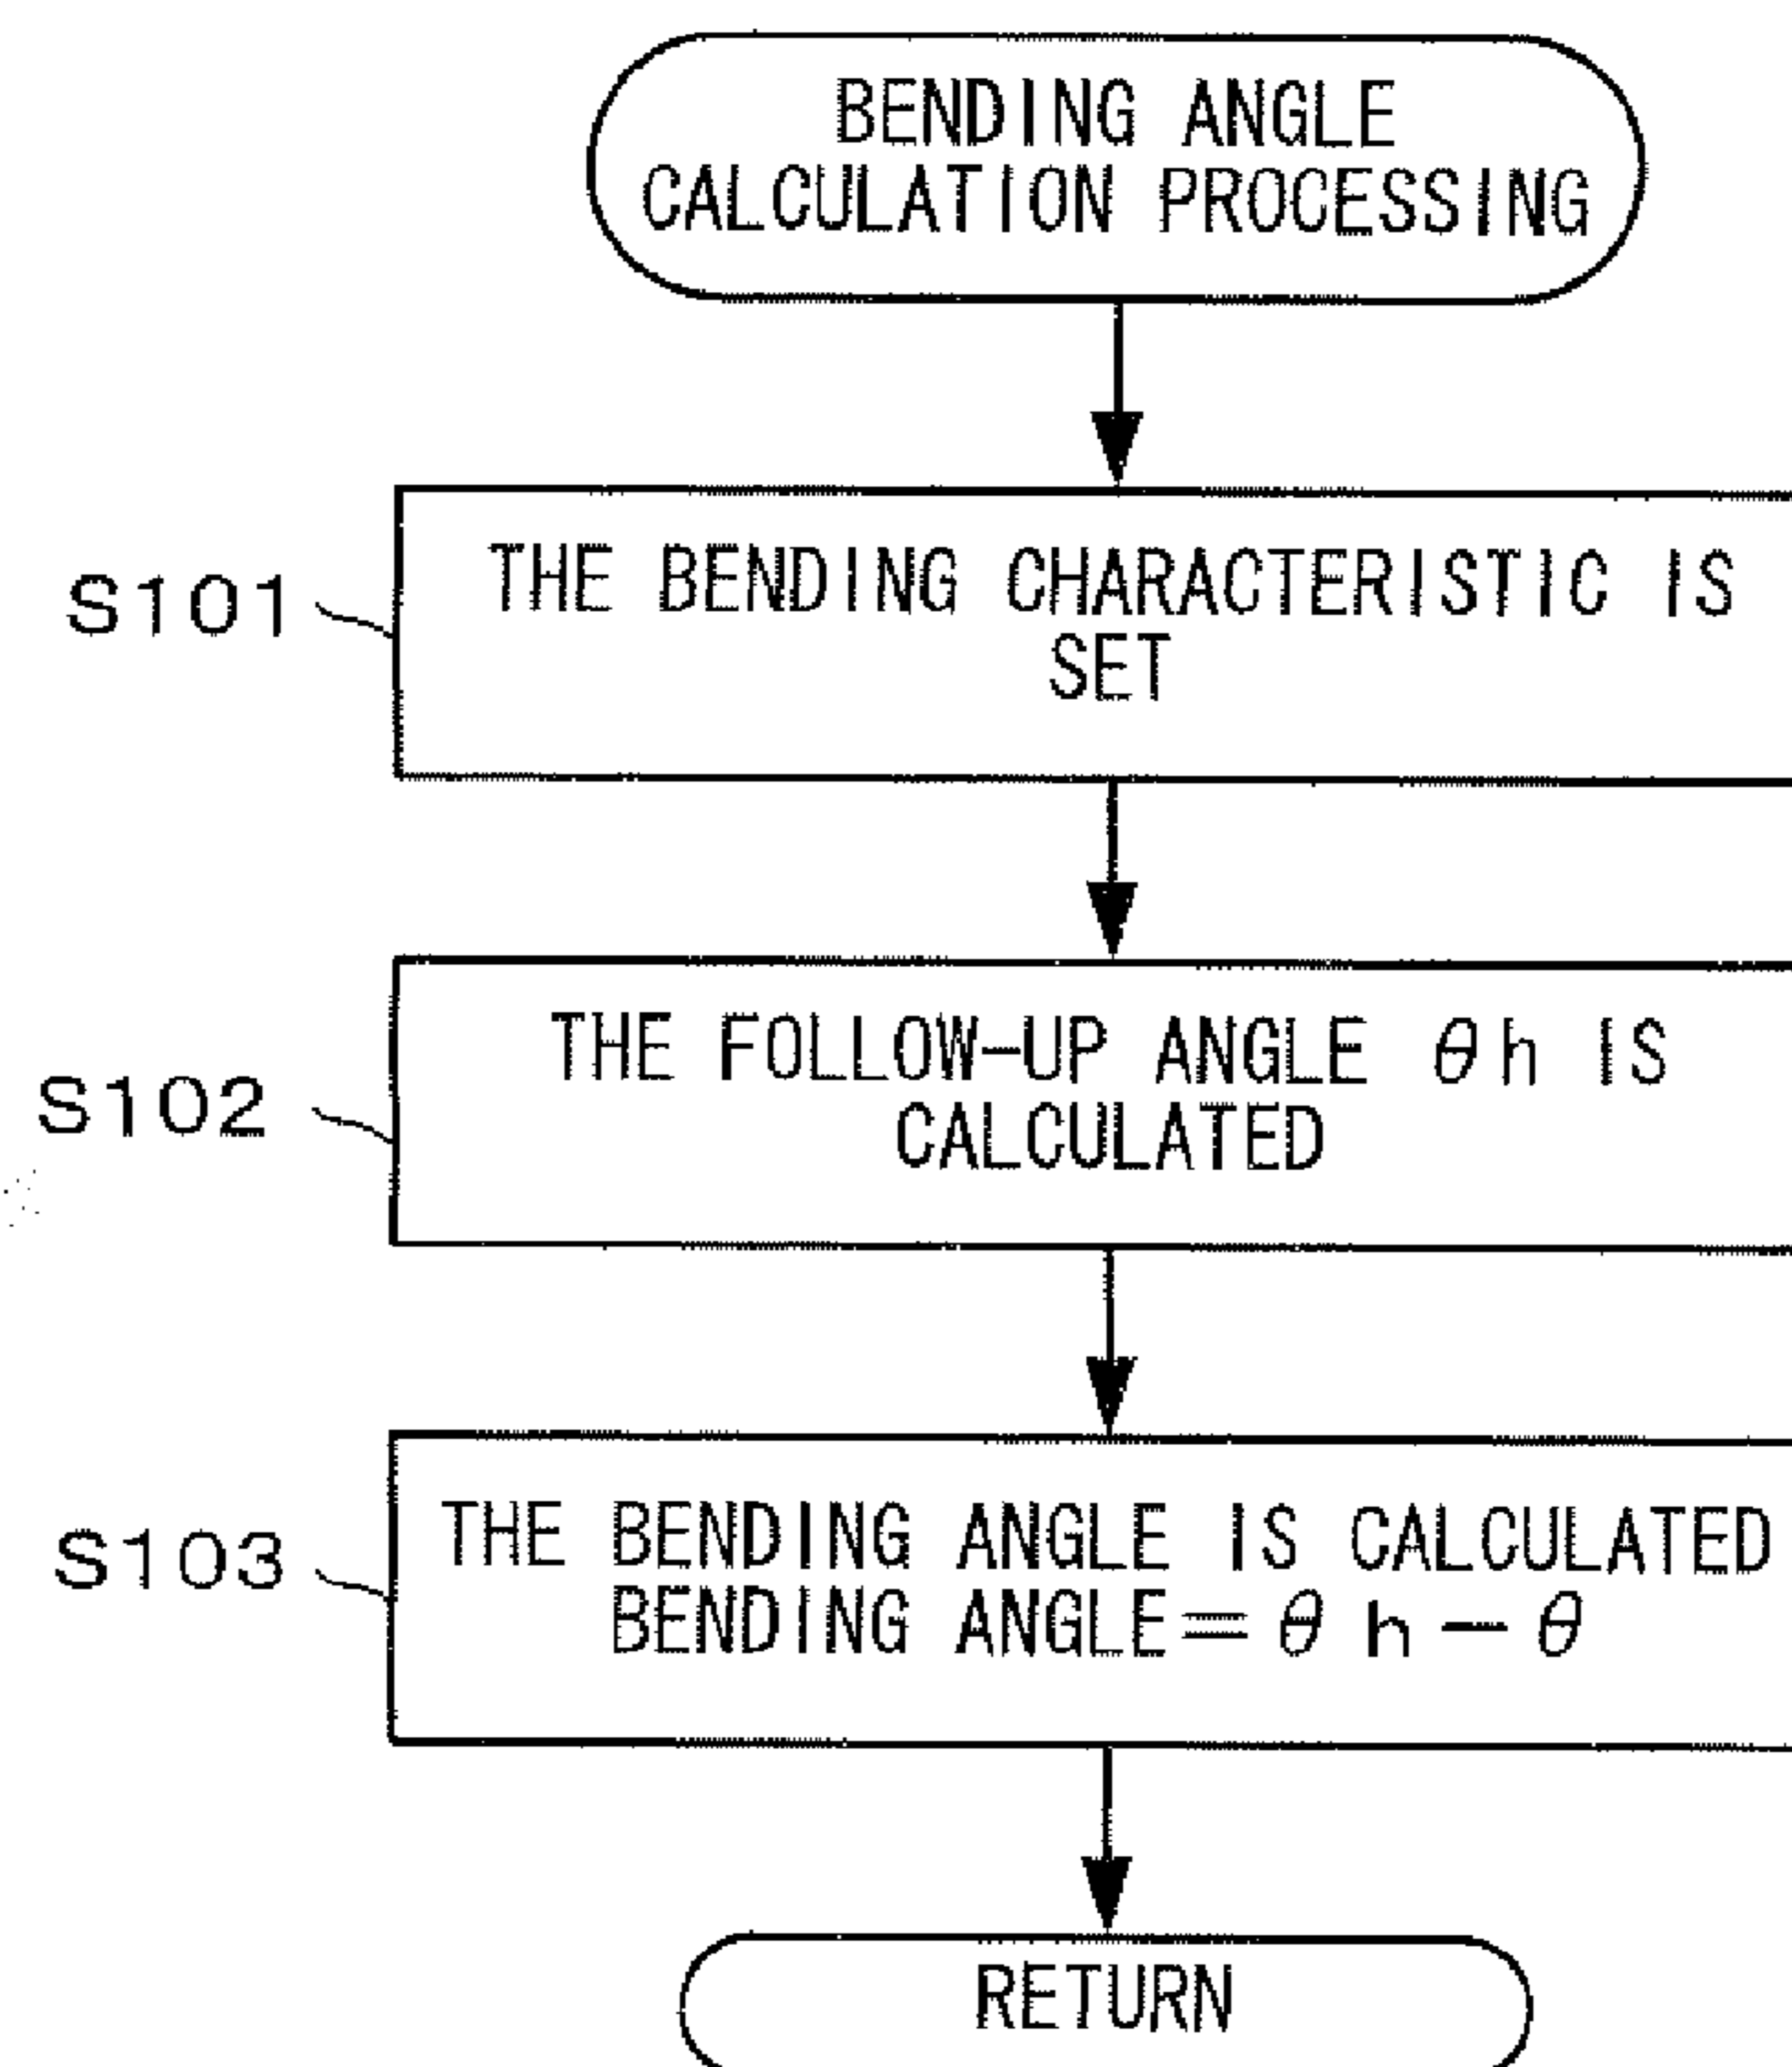 BENDING ANGLE
CALCULATION PROCESSING
S101
THE BENDING CHARACTERISTIC IS
SET
S102
THE FOLLOW-UP ANGLE θh IS
CALCULATED
S103
THE BENDING ANGLE IS CALCULATED
BENDING ANGLE=θh-θ
RETURN